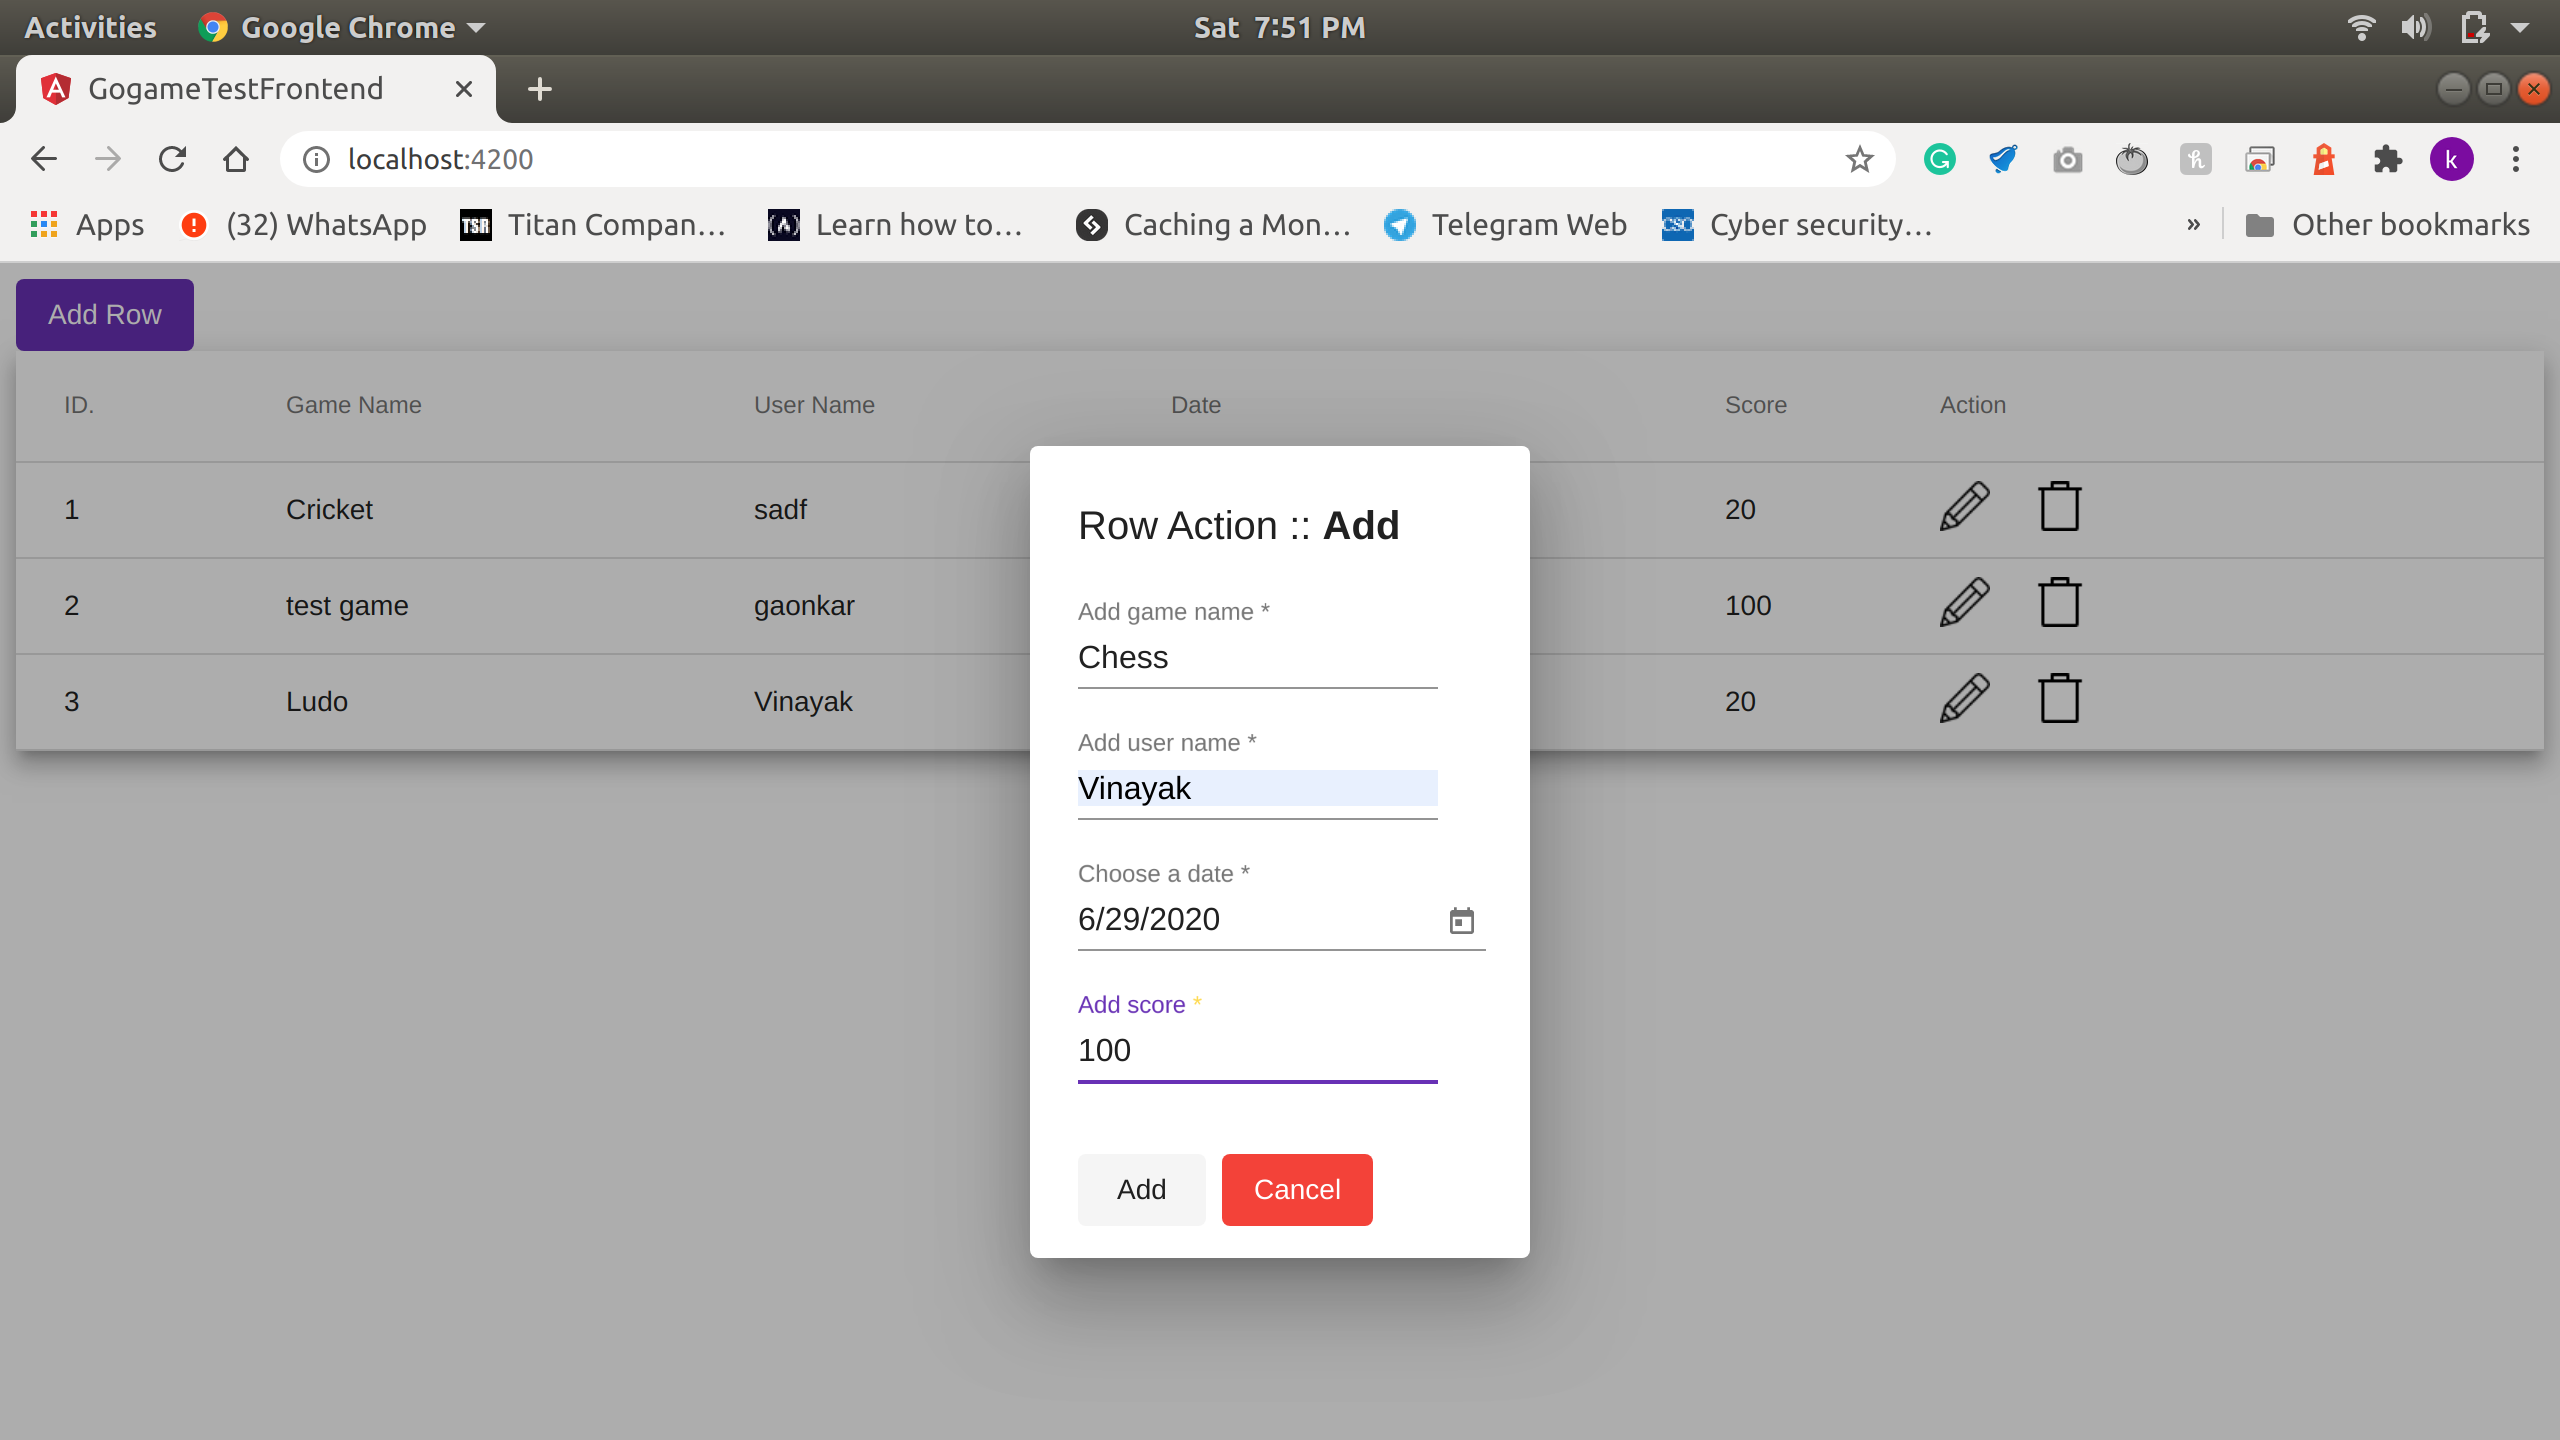 Activities Google Chrome Sat 7:51 PM
GogameTestFrontend
localhost:4200 k
Apps (32) WhatsApp TSR Titan Compan... Learn how to... Caching a Mon... Telegram Web CSO Cyber security... » Other bookmarks
Add Row
ID. Game Name User Name Date Score Action
1 Cricket sadf 20
2 test game gaonkar 100
3 Ludo Vinayak 20
Row Action :: Add
Add game name *
Chess
Add user name *
Vinayak
Choose a date *
6/29/2020
Add score *
100
Add Cancel